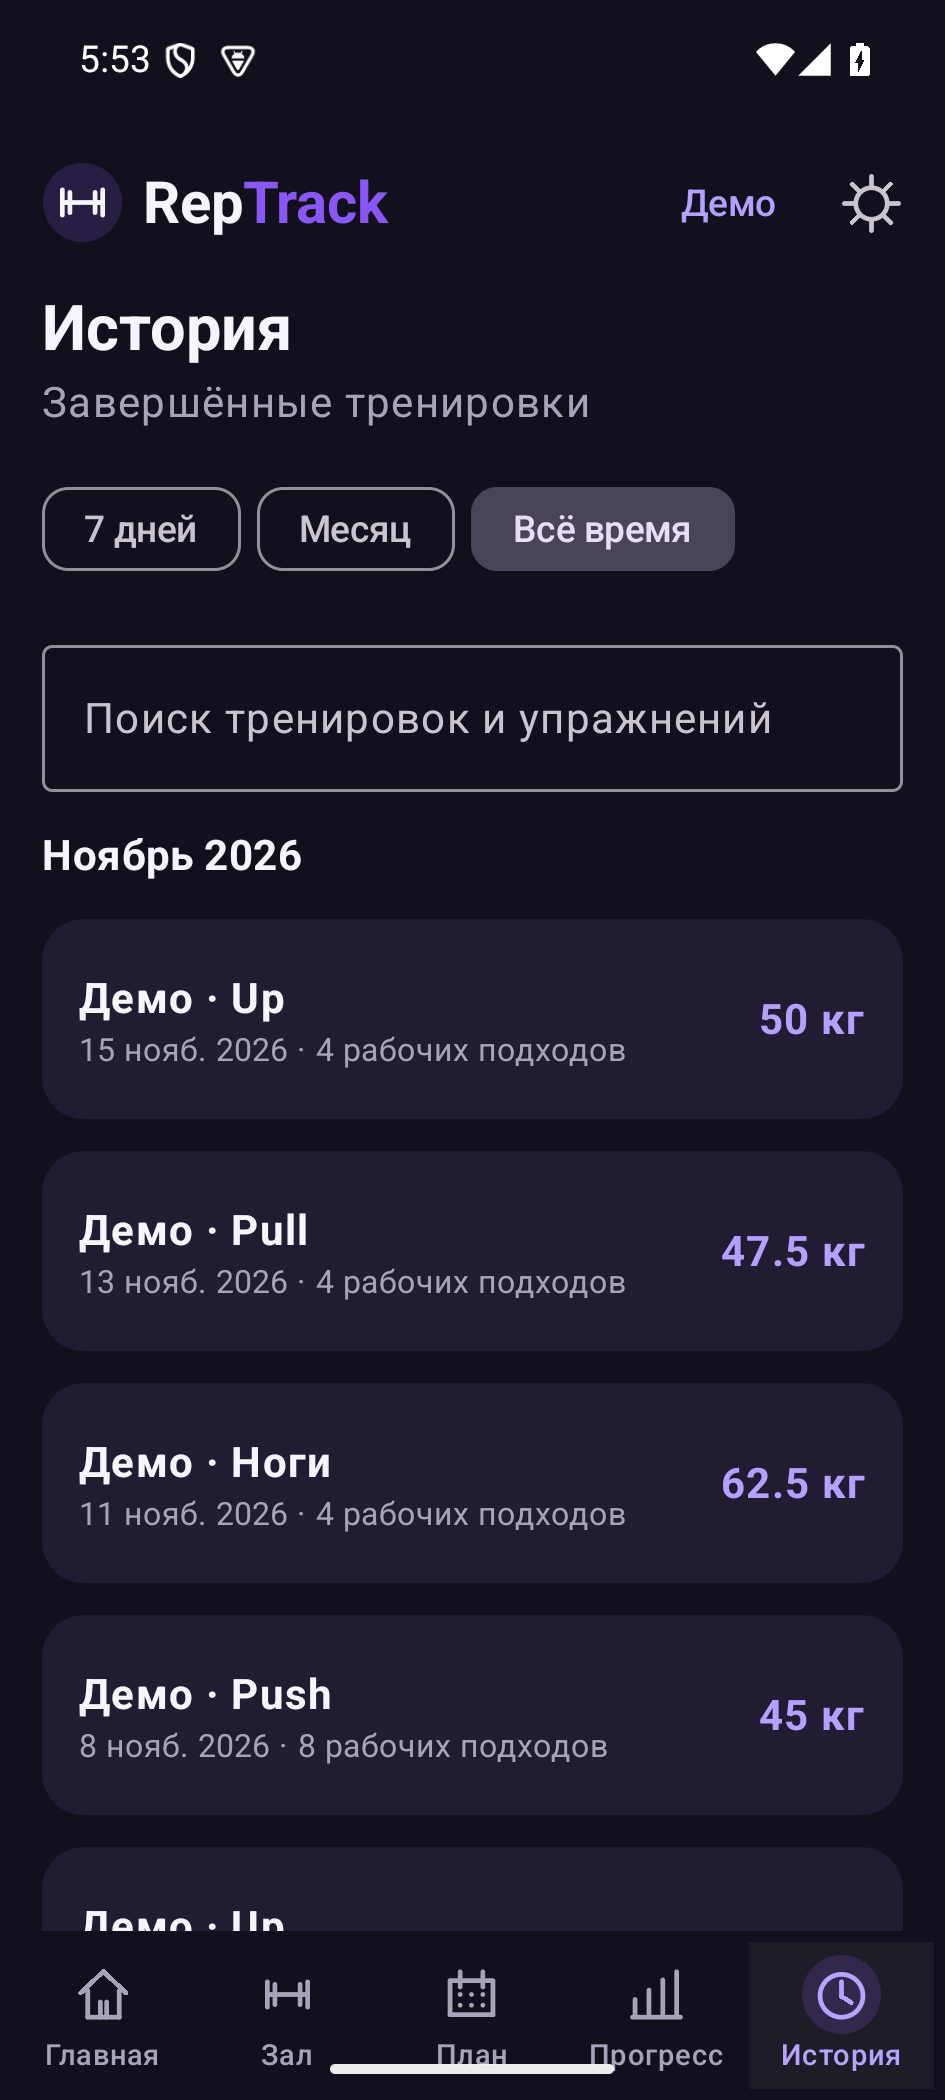 5:53
RepTrack
Демо
История
Завершённые тренировки
7 дней
Месяц
Всё время
Поиск тренировок и упражнений
Ноябрь 2026
Демо · Up
15 нояб. 2026 · 4 рабочих подходов
50 кг
Демо · Pull
13 нояб. 2026 · 4 рабочих подходов
47.5 кг
Демо · Ноги
11 нояб. 2026 · 4 рабочих подходов
62.5 кг
Демо · Push
8 нояб. 2026 · 8 рабочих подходов
45 кг
Демо · Up
Главная
Зал
План
Прогресс
История